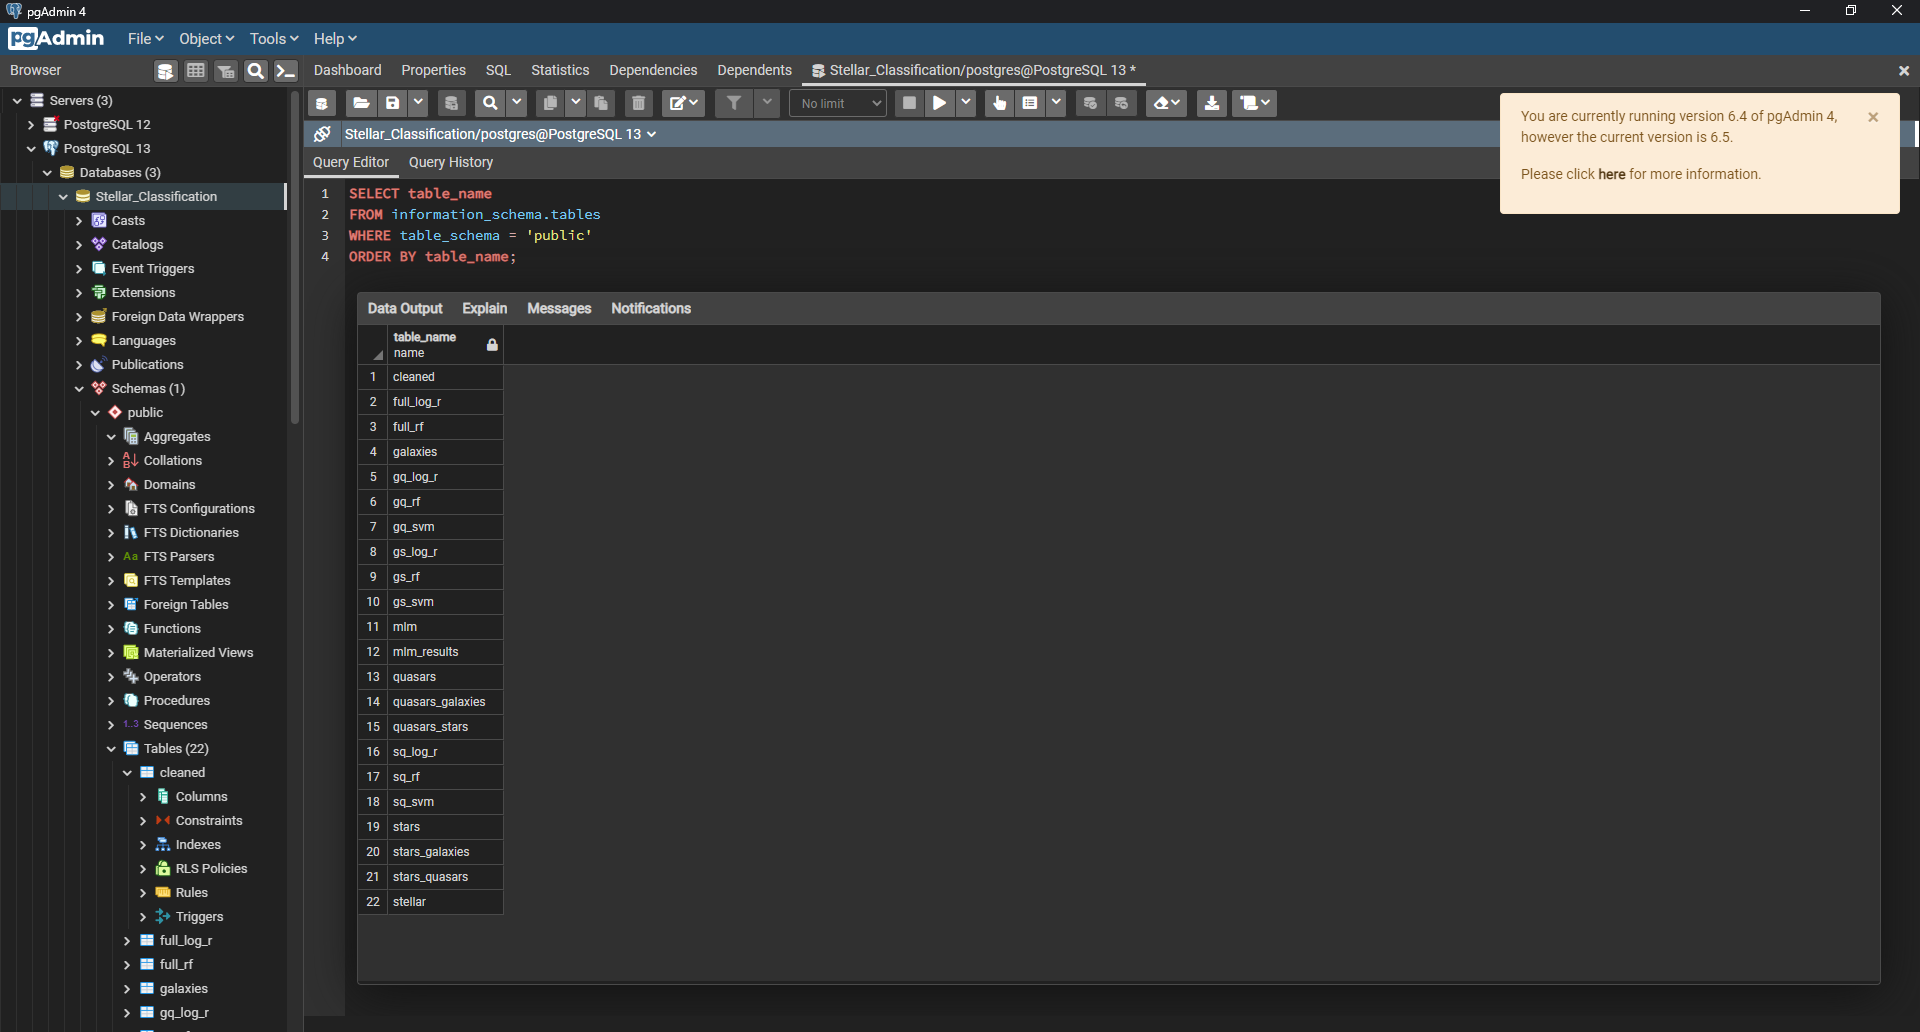 pgAdmin 4
pgAdmin File Object Tools Help
Browser
Dashboard Properties SQL Statistics Dependencies Dependents Stellar_Classification/postgres@PostgreSQL 13 *
Servers (3)
PostgreSQL 12
PostgreSQL 13
Databases (3)
Stellar_Classification
Casts
Catalogs
Event Triggers
Extensions
Foreign Data Wrappers
Languages
Publications
Schemas (1)
public
Aggregates
Collations
Domains
FTS Configurations
FTS Dictionaries
Aa FTS Parsers
FTS Templates
Foreign Tables
Functions
Materialized Views
Operators
Procedures
1..3 Sequences
Tables (22)
cleaned
Columns
Constraints
Indexes
RLS Policies
Rules
Triggers
full_log_r
full_rf
galaxies
gq_log_r
No limit
Stellar_Classification/postgres@PostgreSQL 13
Query Editor Query History
1 SELECT table_name
2 FROM information_schema.tables
3 WHERE table_schema = 'public'
4 ORDER BY table_name;
You are currently running version 6.4 of pgAdmin 4,
however the current version is 6.5.
Please click here for more information.
Data Output Explain Messages Notifications
table_name
name
1 cleaned
2 full_log_r
3 full_rf
4 galaxies
5 gq_log_r
6 gq_rf
7 gq_svm
8 gs_log_r
9 gs_rf
10 gs_svm
11 mlm
12 mlm_results
13 quasars
14 quasars_galaxies
15 quasars_stars
16 sq_log_r
17 sq_rf
18 sq_svm
19 stars
20 stars_galaxies
21 stars_quasars
22 stellar